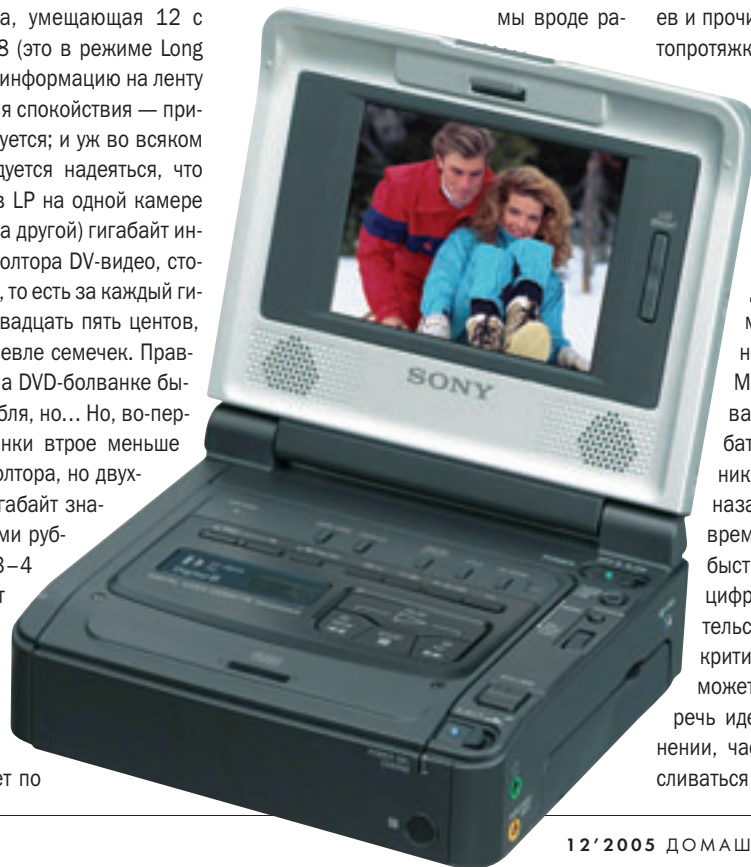 а, умещающая 12 с
8 (это в режиме Long
информацию на ленту
ия спокойствия — при-
уется; и уж во всяком
дуется надеяться, что
в LP на одной камере
а другой) гигабайт ин-
олтора DV-видео, сто-
, то есть за каждый ги-
вадцать пять центов,
евле семечек. Прав-
а DVD-болванке бы-
бля, но... Но, во-пер-
нки втрое меньше
олтора, но двух-
габайт зна-
ми руб-
3–4
т
ет по
мы вроде ра-
SONY
ев и прочи
топротяжк
м
н
М
ва
бат
ник
наза
врем
быст
цифр
тельс
крити
может
речь иде
нении, час
сливаться
12’2005 ДОМАШ